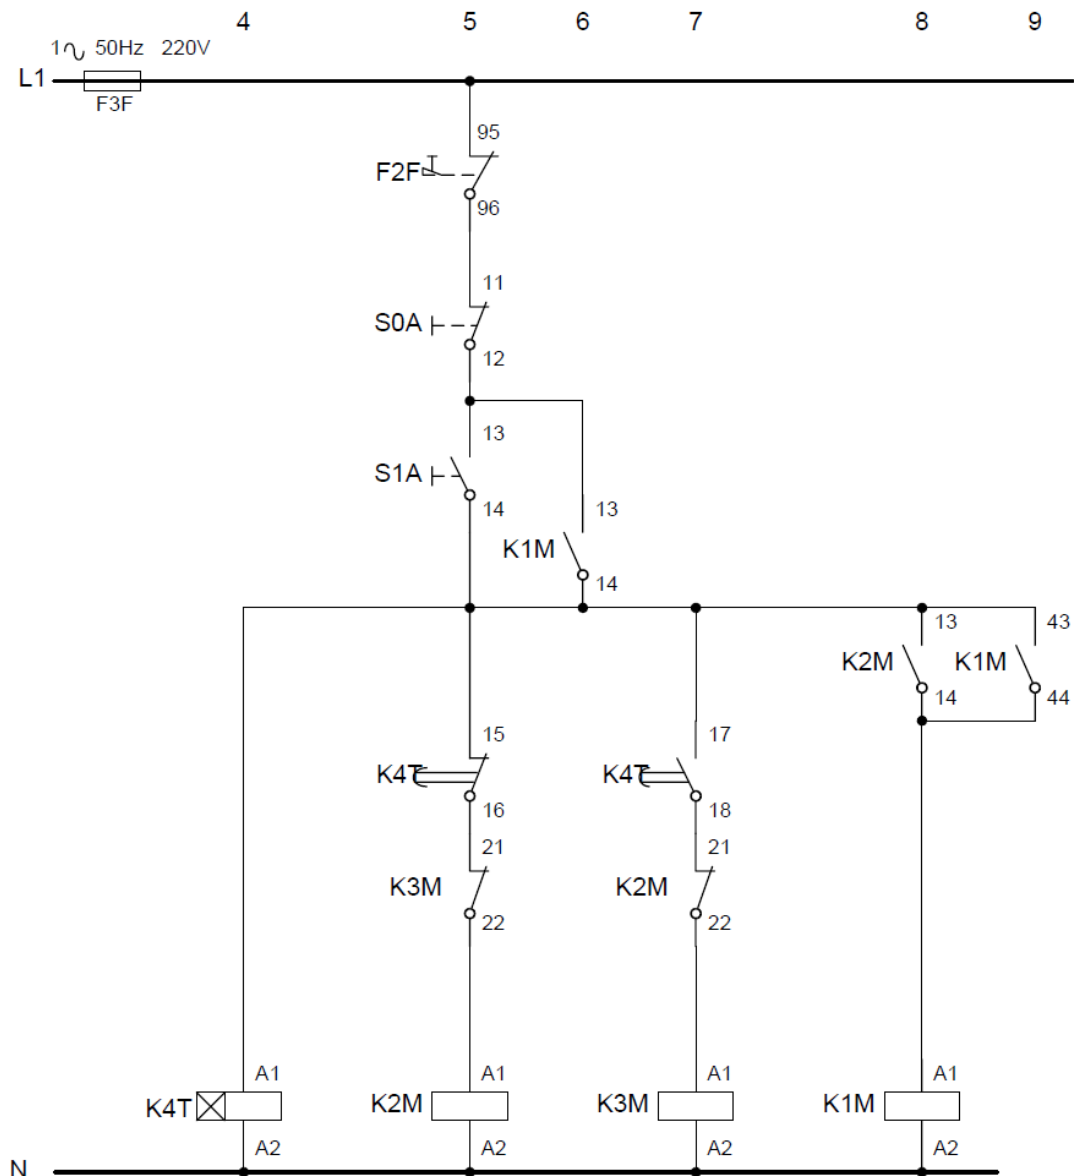 4 5 6 7 8 9
1 50Hz 220V
L1
F3F
95
F2F
96
11
S0A
12
13
S1A
14
13
K1M
14
13 43
K2M K1M
14 44
15 17
K4T K4T
16 18
21 21
K3M K2M
22 22
A1 A1 A1 A1
K4T K2M K3M K1M
A2 A2 A2 A2
N